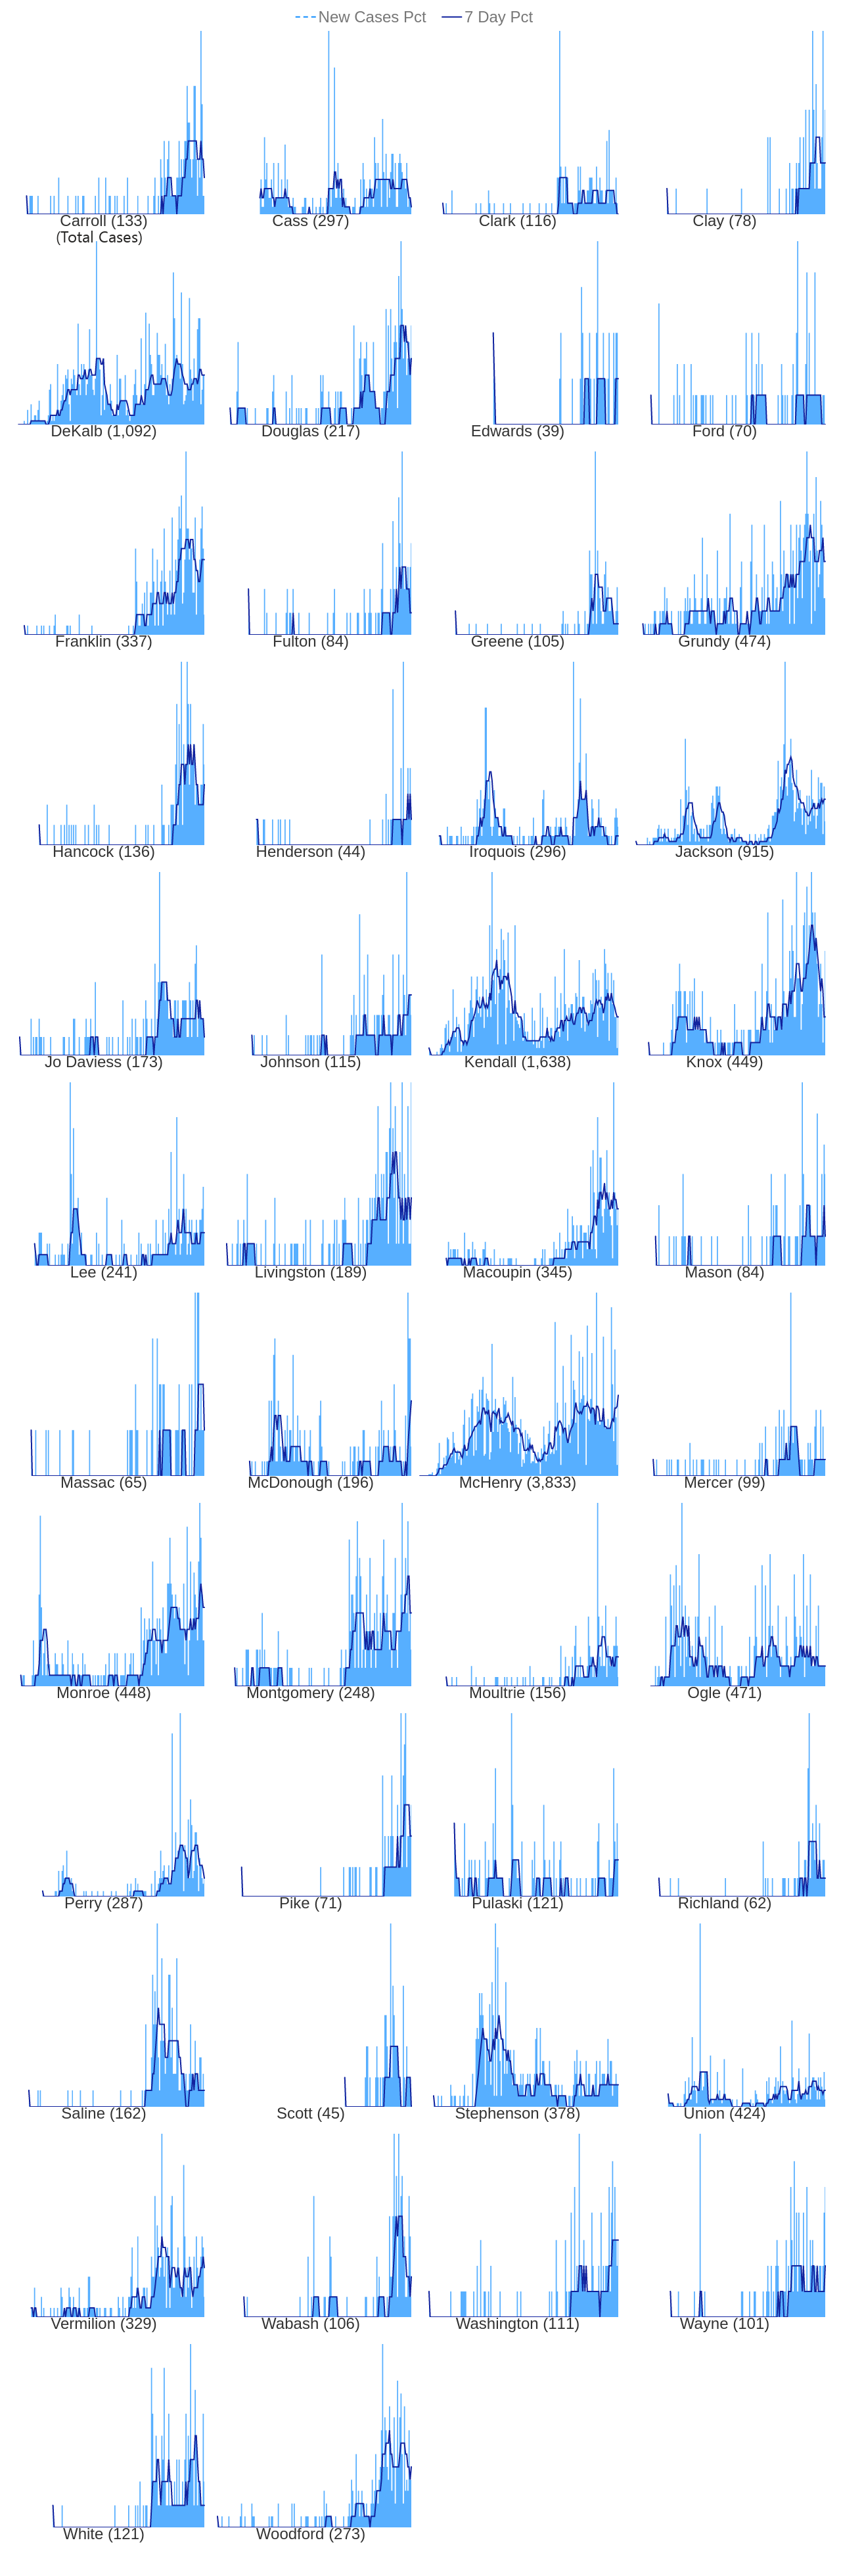 New Cases Pct 7 Day Pct
Carroll (133) Cass (297) Clark (116) Clay (78)
(Total Cases)
DeKalb (1,092) Douglas (217) Edwards (39) Ford (70)
Franklin (337) Fulton (84) Greene (105) Grundy (474)
Hancock (136) Henderson (44) Iroquois (296) Jackson (915)
Jo Daviess (173) Johnson (115) Kendall (1,638) Knox (449)
Lee (241) Livingston (189) Macoupin (345) Mason (84)
Massac (65) McDonough (196) McHenry (3,833) Mercer (99)
Monroe (448) Montgomery (248) Moultrie (156) Ogle (471)
Perry (287) Pike (71) Pulaski (121) Richland (62)
Saline (162) Scott (45) Stephenson (378) Union (424)
Vermilion (329) Wabash (106) Washington (111) Wayne (101)
White (121) Woodford (273)